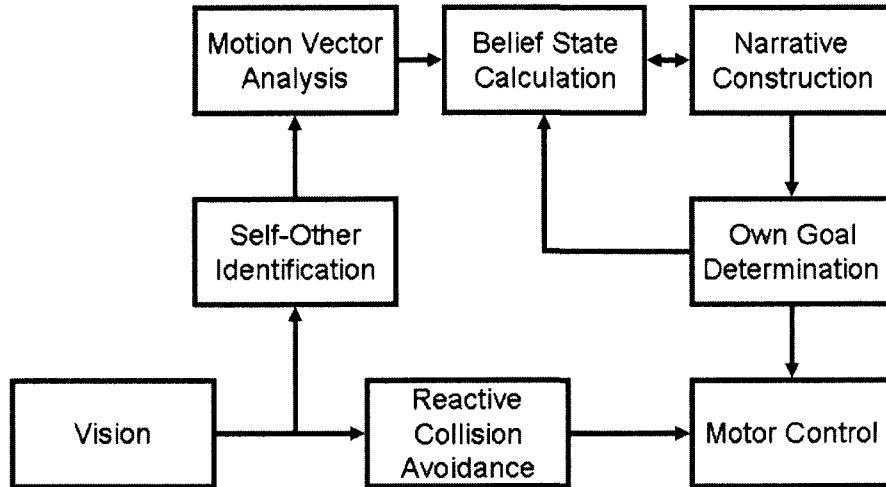 Motion Vector
Analysis
Belief State
Calculation
Narrative
Construction
Self-Other
Identification
Own Goal
Determination
Vision
Reactive
Collision
Avoidance
Motor Control